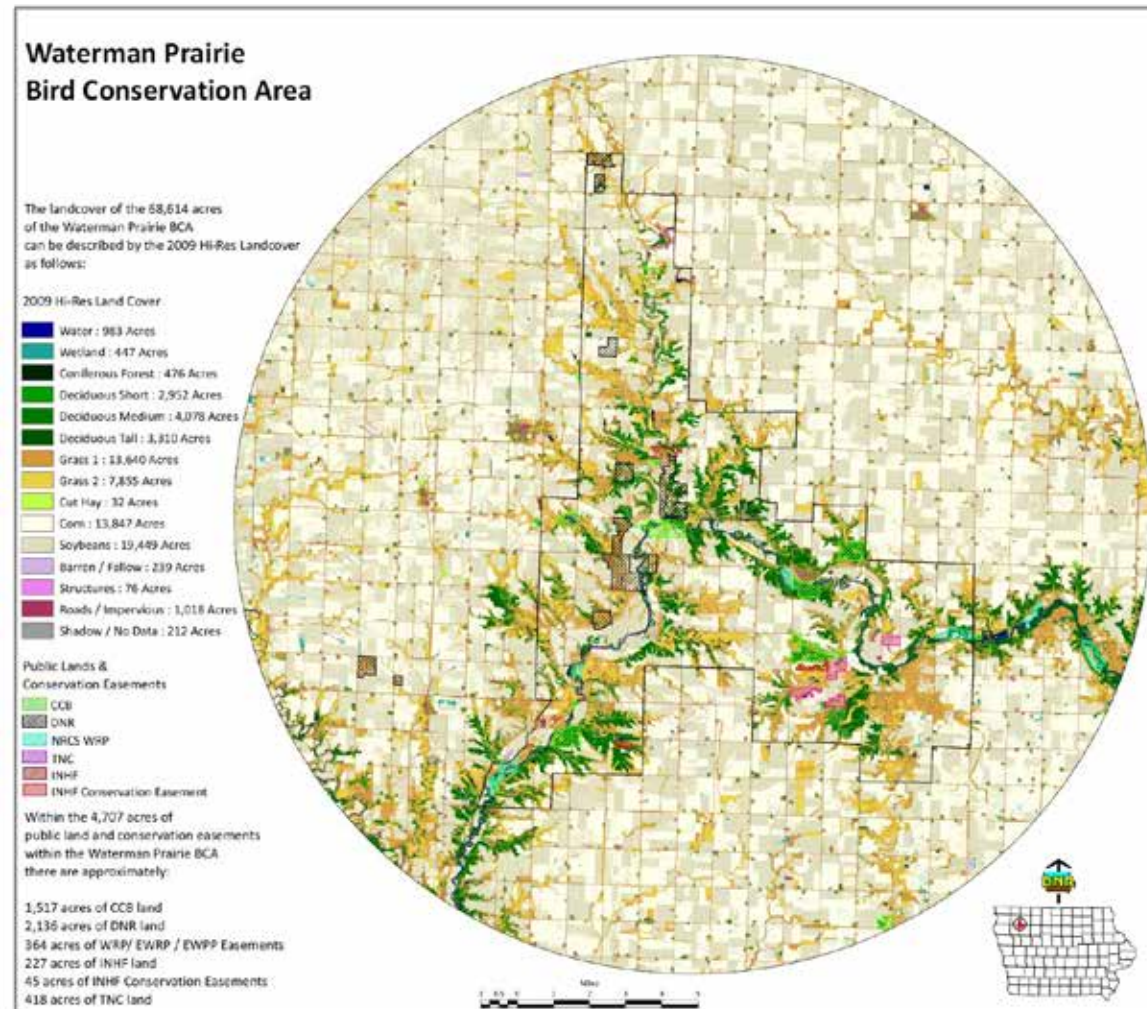 Waterman Prairie
Bird Conservation Area
The landcover of the 68,614 acres
of the Waterman Prairie BCA
can be described by the 2009 Hi-Res Landcover
as follows:
2009 Hi-Res Land Cover
Water : 983 Acres
Wetland : 447 Acres
Coniferous Forest : 476 Acres
Deciduous Short : 2,952 Acres
Deciduous Medium : 4,078 Acres
Deciduous Tall : 3,310 Acres
Grass 1 : 13,640 Acres
Grass 2 : 7,855 Acres
Cut Hay : 32 Acres
Corn : 13,847 Acres
Soybeans : 19,449 Acres
Barren / Fallow : 239 Acres
Structures : 76 Acres
Roads / Impervious : 1,018 Acres
Shadow / No Data : 212 Acres
Public Lands &
Conservation Easements
CCB
DNR
NRCS WRP
TNC
INHF
INHF Conservation Easement
Within the 4,707 acres of
public land and conservation easements
within the Waterman Prairie BCA
there are approximately:
1,517 acres of CCB land
2,136 acres of DNR land
364 acres of WRP/ EWRP / EWPP Easements
227 acres of INHF land
45 acres of INHF Conservation Easements
418 acres of TNC land
Miles
DNR